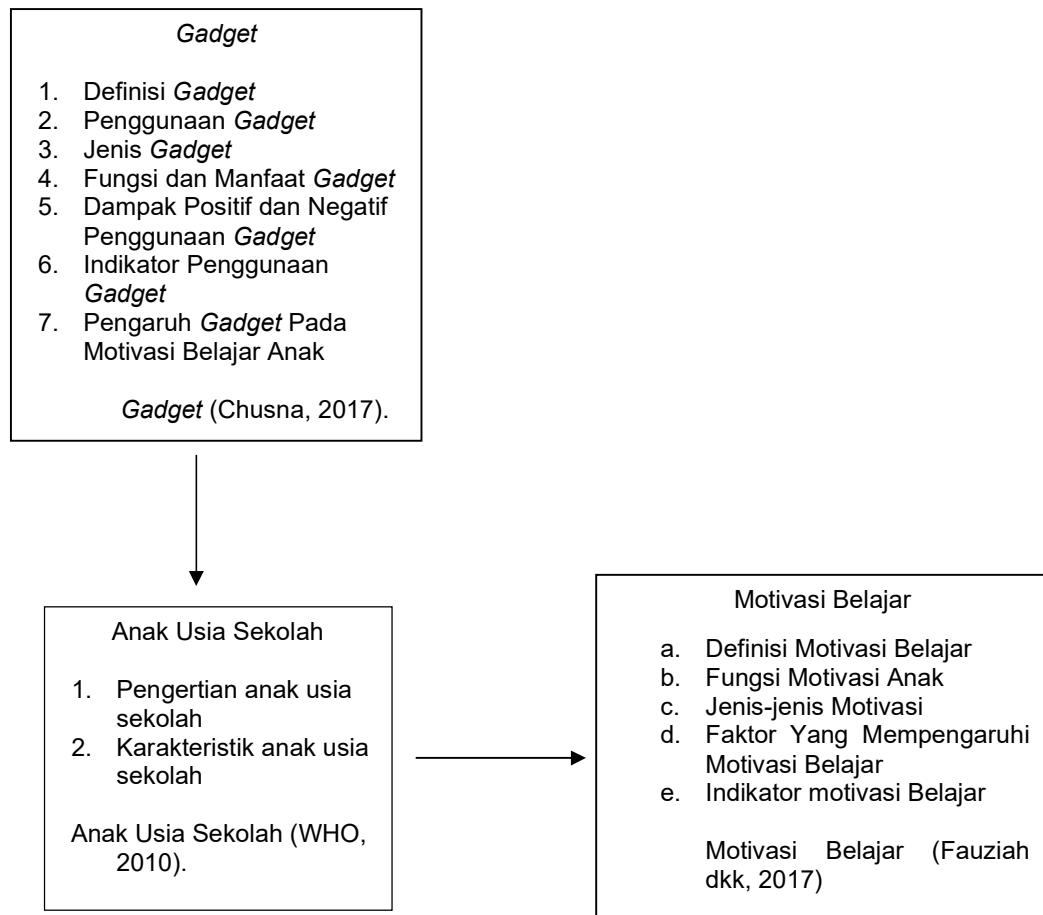 Gadget
1. Definisi Gadget
2. Penggunaan Gadget
3. Jenis Gadget
4. Fungsi dan Manfaat Gadget
5. Dampak Positif dan Negatif
Penggunaan Gadget
6. Indikator Penggunaan
Gadget
7. Pengaruh Gadget Pada
Motivasi Belajar Anak
Gadget (Chusna, 2017).
Anak Usia Sekolah
1. Pengertian anak usia
sekolah
2. Karakteristik anak usia
sekolah
Anak Usia Sekolah (WHO,
2010).
Motivasi Belajar
a. Definisi Motivasi Belajar
b. Fungsi Motivasi Anak
c. Jenis-jenis Motivasi
d. Faktor Yang Mempengaruhi
Motivasi Belajar
e. Indikator motivasi Belajar
Motivasi Belajar (Fauziah
dkk, 2017)